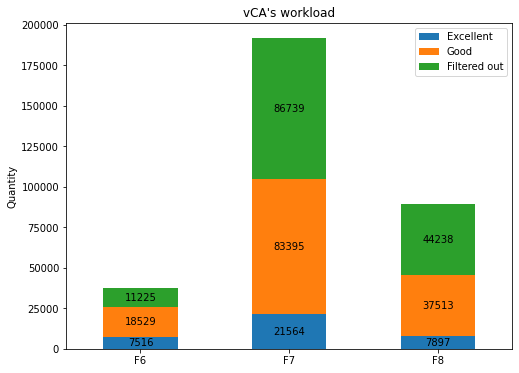 vCA's workload
Excellent
Good
Filtered out
Quantity
200000
175000
150000
125000
100000
75000
50000
25000
0
11225
18529
7516
86739
83395
21564
44238
37513
7897
F6
F7
F8